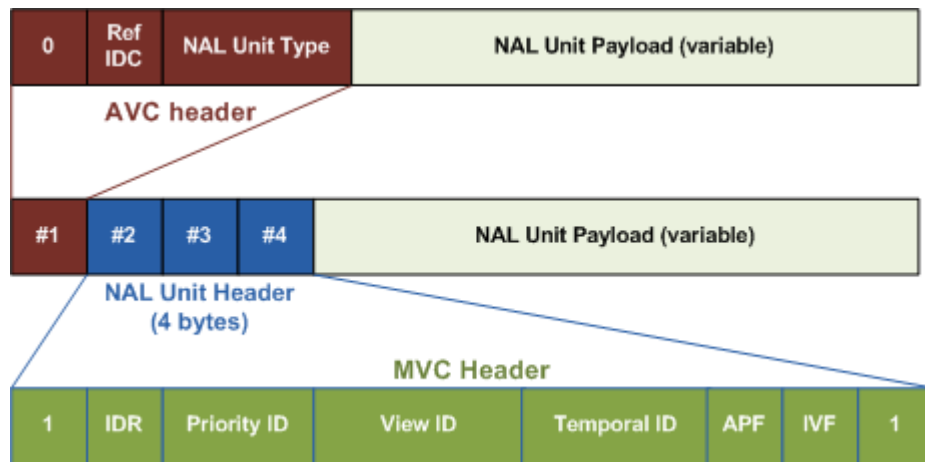 0 Ref IDC NAL Unit Type NAL Unit Payload (variable)
AVC header
#1 #2 #3 #4 NAL Unit Payload (variable)
NAL Unit Header
(4 bytes)
MVC Header
1 IDR Priority ID View ID Temporal ID APF IVF 1